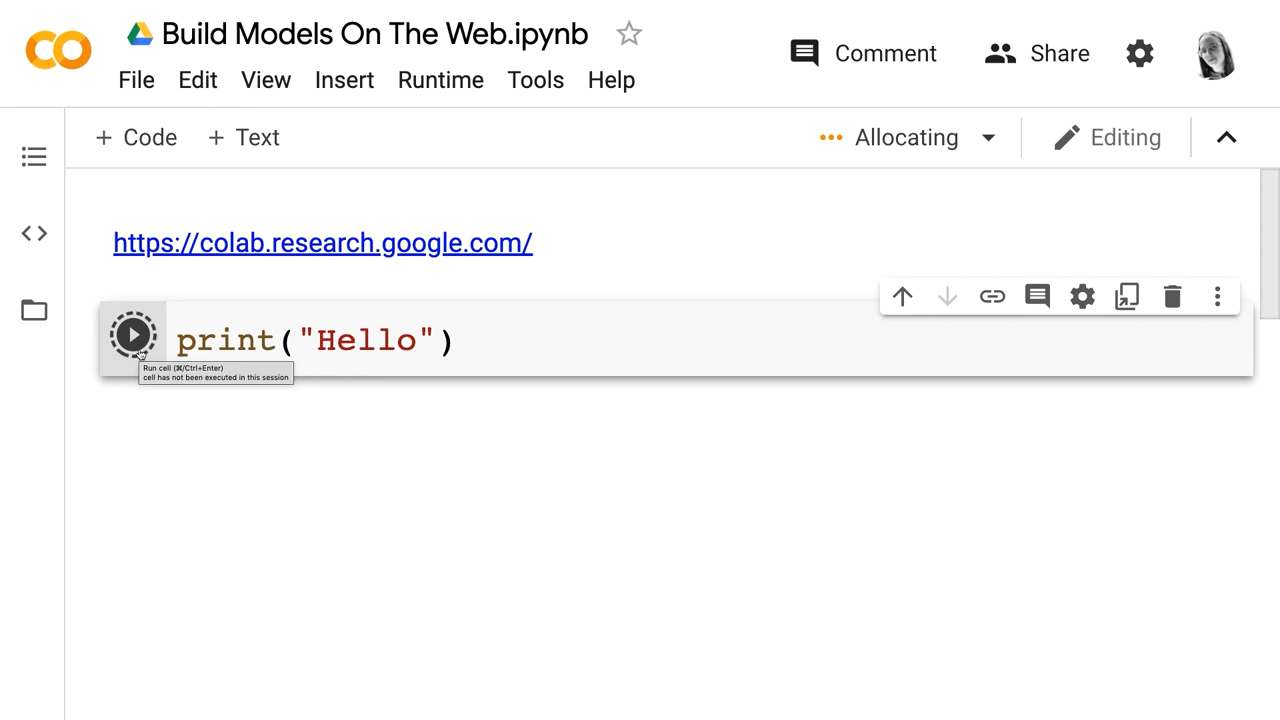 Build Models On The Web.ipynb
File Edit View Insert Runtime Tools Help
Comment Share
+ Code + Text
Allocating Editing
https://colab.research.google.com/
print("Hello")
Run cell (⌘/Ctrl+Enter)
cell has not been executed in this session